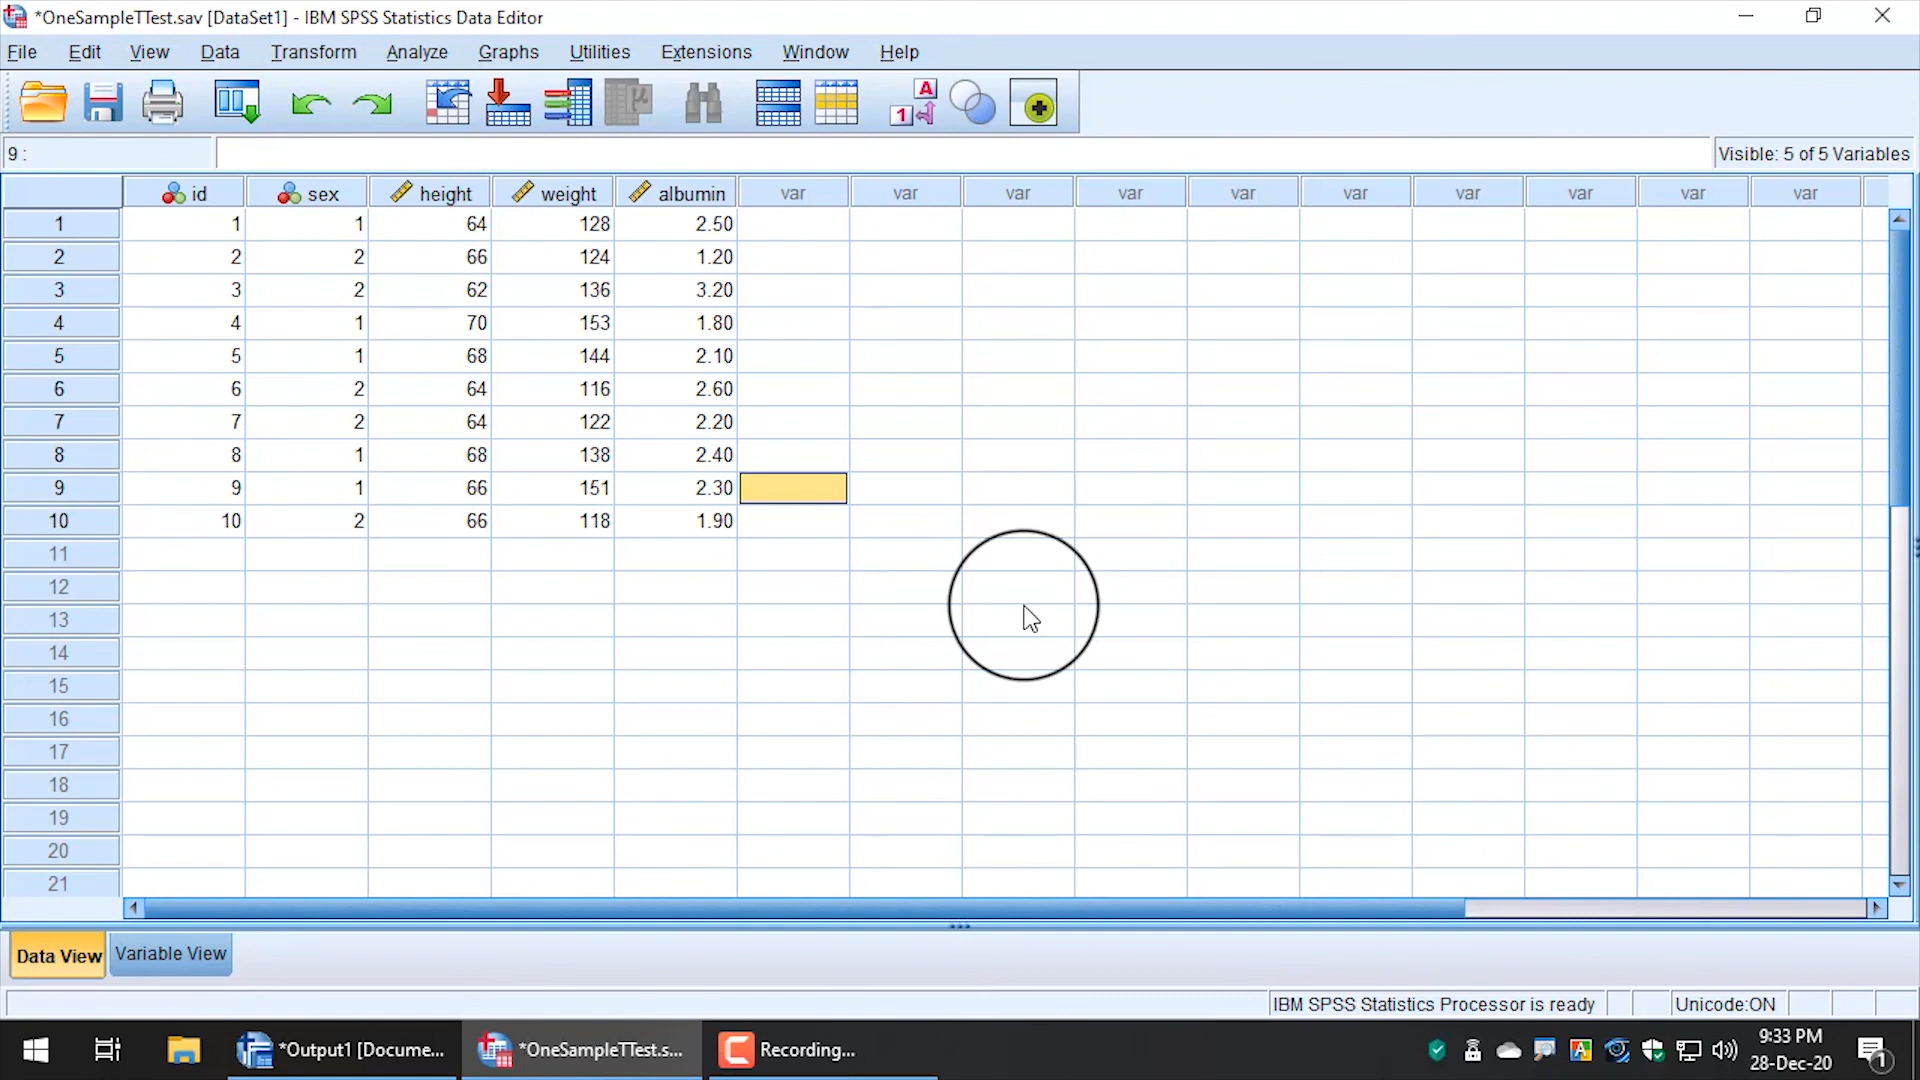 *OneSampleTTest.sav [DataSet1] - IBM SPSS Statistics Data Editor
File Edit View Data Transform Analyze Graphs Utilities Extensions Window Help
9 : Visible: 5 of 5 Variables
id sex height weight albumin var var var var var var var var var var
1 1 1 64 128 2.50
2 2 2 66 124 1.20
3 3 2 62 136 3.20
4 4 1 70 153 1.80
5 5 1 68 144 2.10
6 6 2 64 116 2.60
7 7 2 64 122 2.20
8 8 1 68 138 2.40
9 9 1 66 151 2.30
10 10 2 66 118 1.90
11
12
13
14
15
16
17
18
19
20
21
Data View Variable View
IBM SPSS Statistics Processor is ready Unicode:ON
*Output1 [Docume... *OneSampleTTest.s... Recording... 9:33 PM
28-Dec-20 1